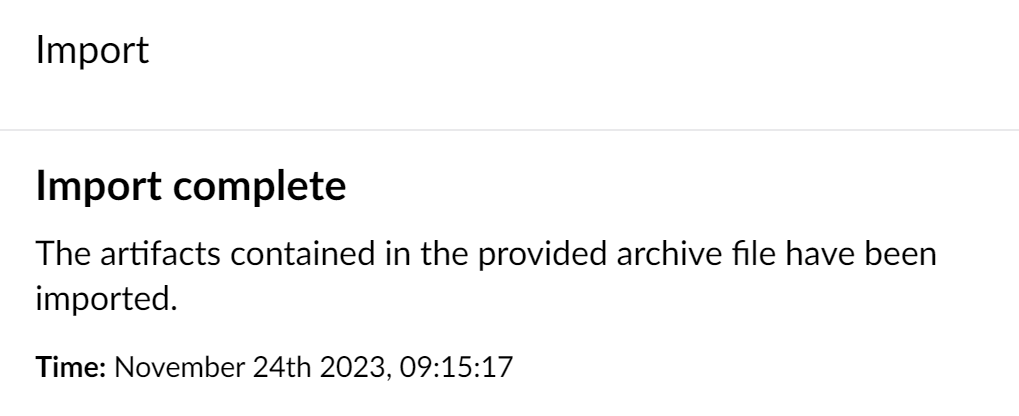 Import
Import complete
The artifacts contained in the provided archive file have been
imported.
Time: November 24th 2023, 09:15:17